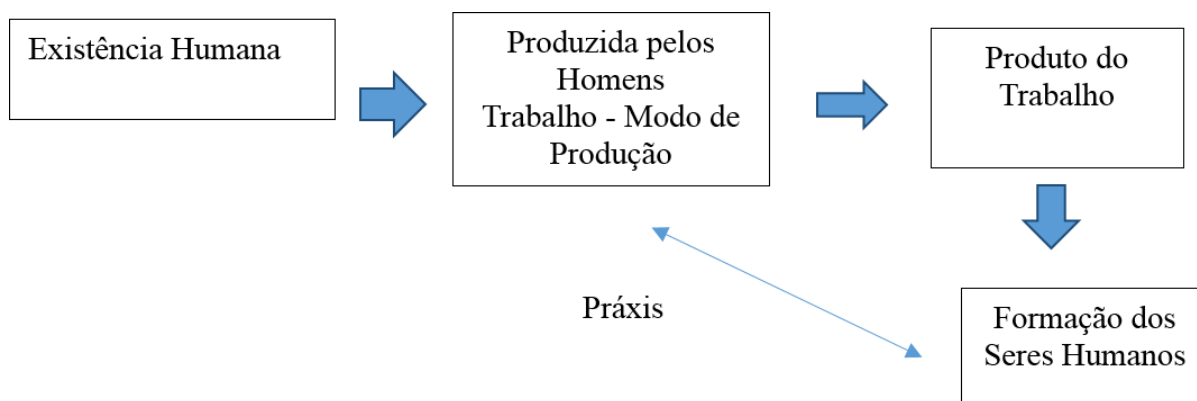 Existência Humana
Produzida pelos
Homens
Trabalho - Modo de
Produção
Produto do
Trabalho
Práxis
Formação dos
Seres Humanos